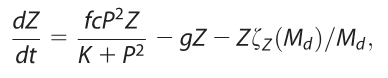 dZ/dt = fcP²Z/(K + P²) − gZ − Zζ_Z(M_d)/M_d,